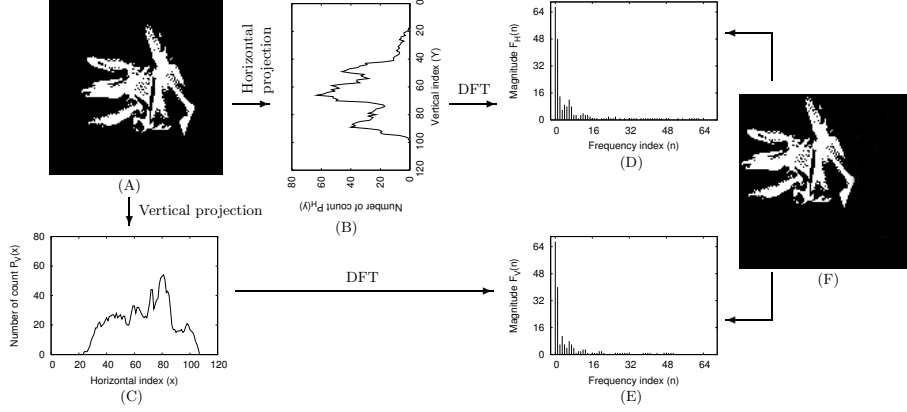 Horizontal
projection
0
20
40
60
80
100
120
Vertical index (Y)
80
60
40
20
0
Number of count P_H(y)
(B)
DFT
Magnitude F_H(n)
64
48
32
16
0
0 16 32 48 64
Frequency index (n)
(D)
(A)
Vertical projection
Number of count P_V(x)
80
60
40
20
0
0 20 40 60 80 100 120
Horizontal index (x)
(C)
DFT
Magnitude F_V(n)
64
48
32
16
0
0 16 32 48 64
Frequency index (n)
(E)
(F)